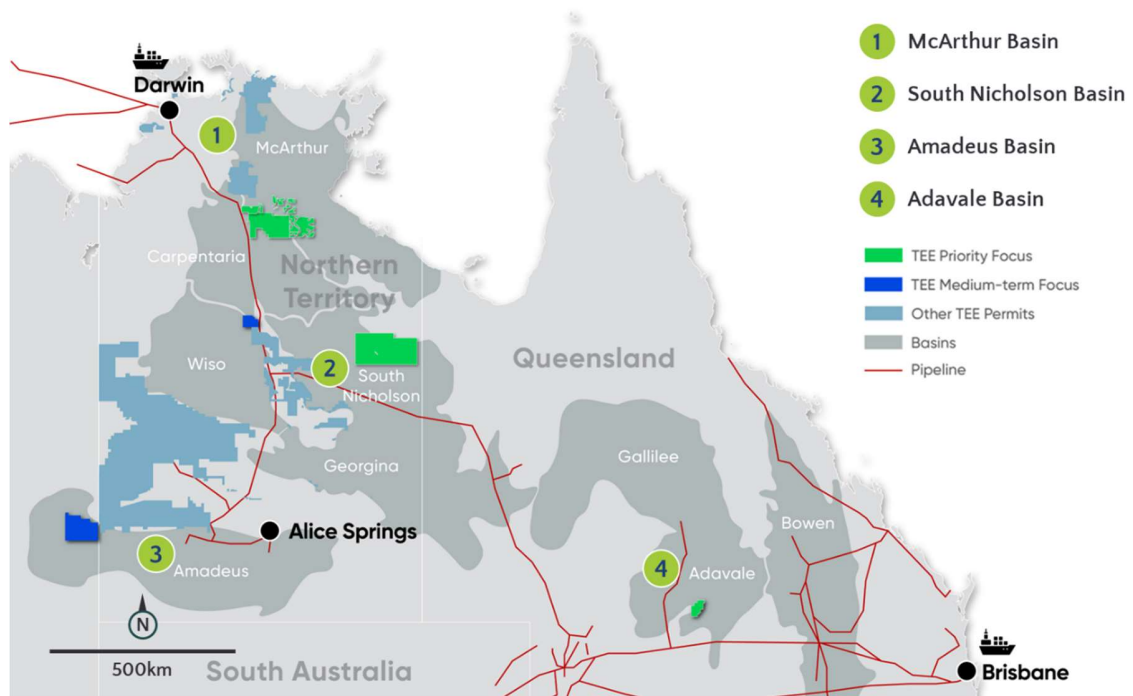 Darwin
1
McArthur
Carpentaria
Northern
Territory
Wiso
2
South
Nicholson
Queensland
Georgina
Gallilee
Bowen
Alice Springs
3
Amadeus
4
Adavale
N
500km
South Australia
Brisbane
1 McArthur Basin
2 South Nicholson Basin
3 Amadeus Basin
4 Adavale Basin
TEE Priority Focus
TEE Medium-term Focus
Other TEE Permits
Basins
Pipeline